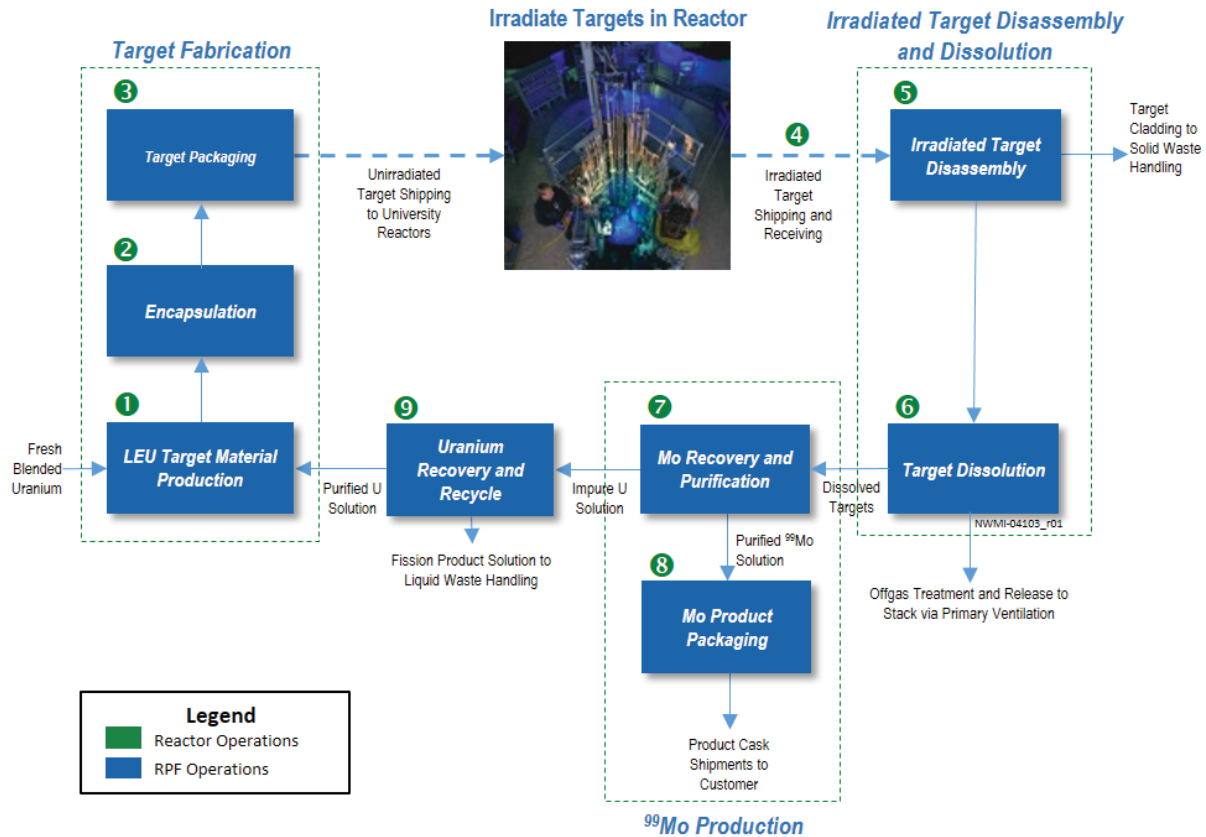 Irradiate Targets in Reactor
Irradiated Target Disassembly
and Dissolution
Target Fabrication
3
Target Packaging
Unirradiated
Target Shipping
to University
Reactors
4
Irradiated
Target
Shipping and
Receiving
5
Irradiated Target
Disassembly
Target
Cladding to
Solid Waste
Handling
2
Encapsulation
1
LEU Target Material
Production
Fresh
Blended
Uranium
9
Uranium
Recovery and
Recycle
Purified U
Solution
Fission Product Solution to
Liquid Waste Handling
7
Mo Recovery and
Purification
Impure U
Solution
6
Target Dissolution
Dissolved
Targets
NWMI-04103_r01
Purified 99Mo
Solution
8
Mo Product
Packaging
Offgas Treatment and Release to
Stack via Primary Ventilation
Product Cask
Shipments to
Customer
99Mo Production
Legend
Reactor Operations
RPF Operations